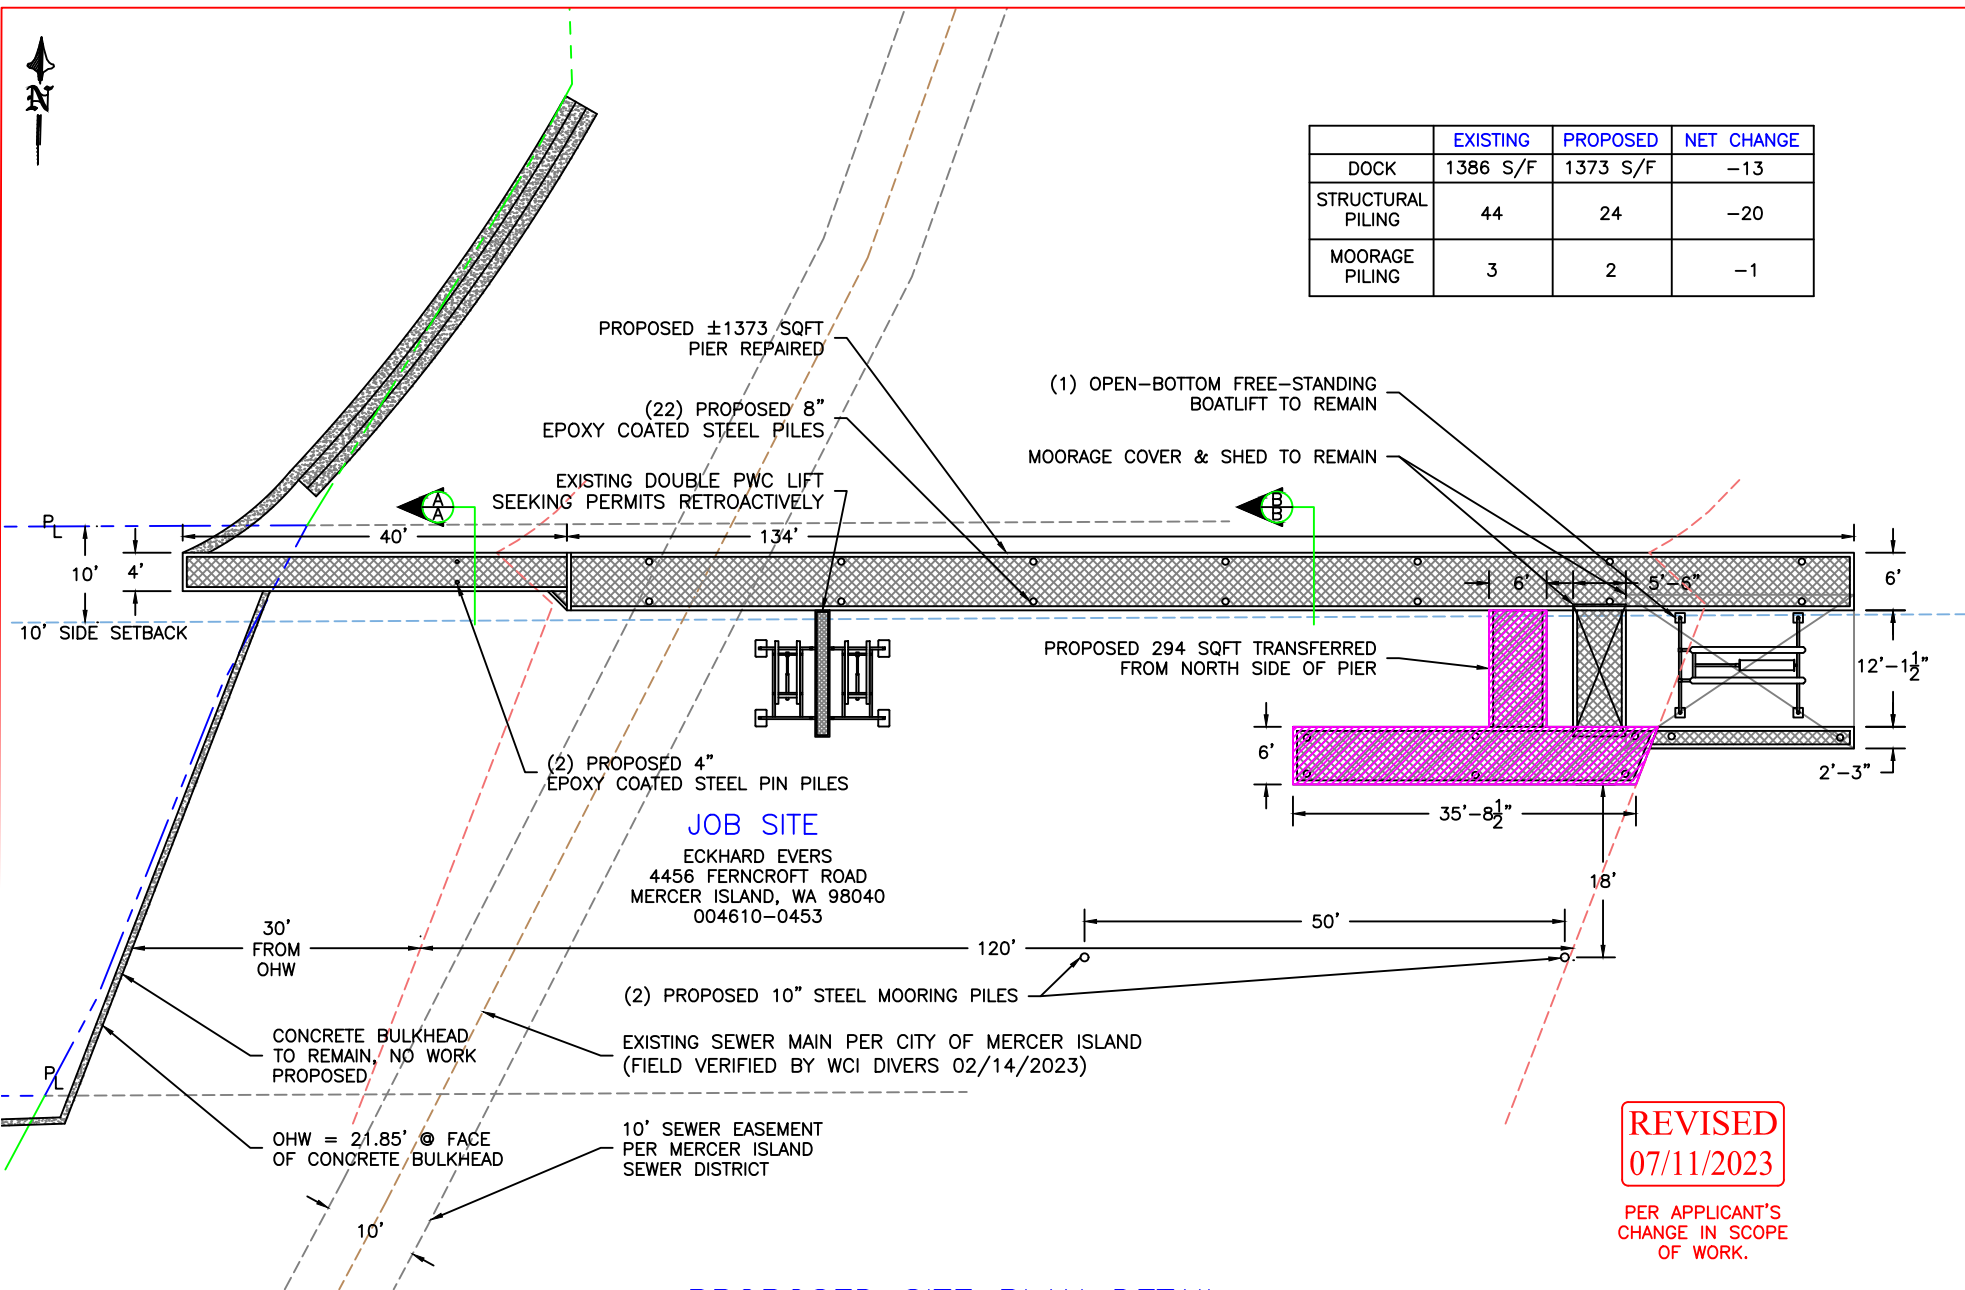 N
EXISTING PROPOSED NET CHANGE
DOCK 1386 S/F 1373 S/F −13
STRUCTURAL
PILING 44 24 −20
MOORAGE
PILING 3 2 −1
PROPOSED ±1373 SQFT
PIER REPAIRED
(22) PROPOSED 8"
EPOXY COATED STEEL PILES
EXISTING DOUBLE PWC LIFT
SEEKING PERMITS RETROACTIVELY
(1) OPEN−BOTTOM FREE−STANDING
BOATLIFT TO REMAIN
MOORAGE COVER & SHED TO REMAIN
A
A
B
B
PL
40'
134'
10'
4'
6'
5'−6"
6'
10' SIDE SETBACK
PROPOSED 294 SQFT TRANSFERRED
FROM NORTH SIDE OF PIER
12'−1 1/2"
6'
2'−3"
(2) PROPOSED 4"
EPOXY COATED STEEL PIN PILES
35'−8 1/2"
JOB SITE
ECKHARD EVERS
4456 FERNCROFT ROAD
MERCER ISLAND, WA 98040
004610−0453
18'
50'
30'
FROM
OHW
120'
(2) PROPOSED 10" STEEL MOORING PILES
CONCRETE BULKHEAD
TO REMAIN, NO WORK
PROPOSED
EXISTING SEWER MAIN PER CITY OF MERCER ISLAND
(FIELD VERIFIED BY WCI DIVERS 02/14/2023)
PL
OHW = 21.85' @ FACE
OF CONCRETE BULKHEAD
10' SEWER EASEMENT
PER MERCER ISLAND
SEWER DISTRICT
10'
REVISED
07/11/2023
PER APPLICANT'S
CHANGE IN SCOPE
OF WORK.